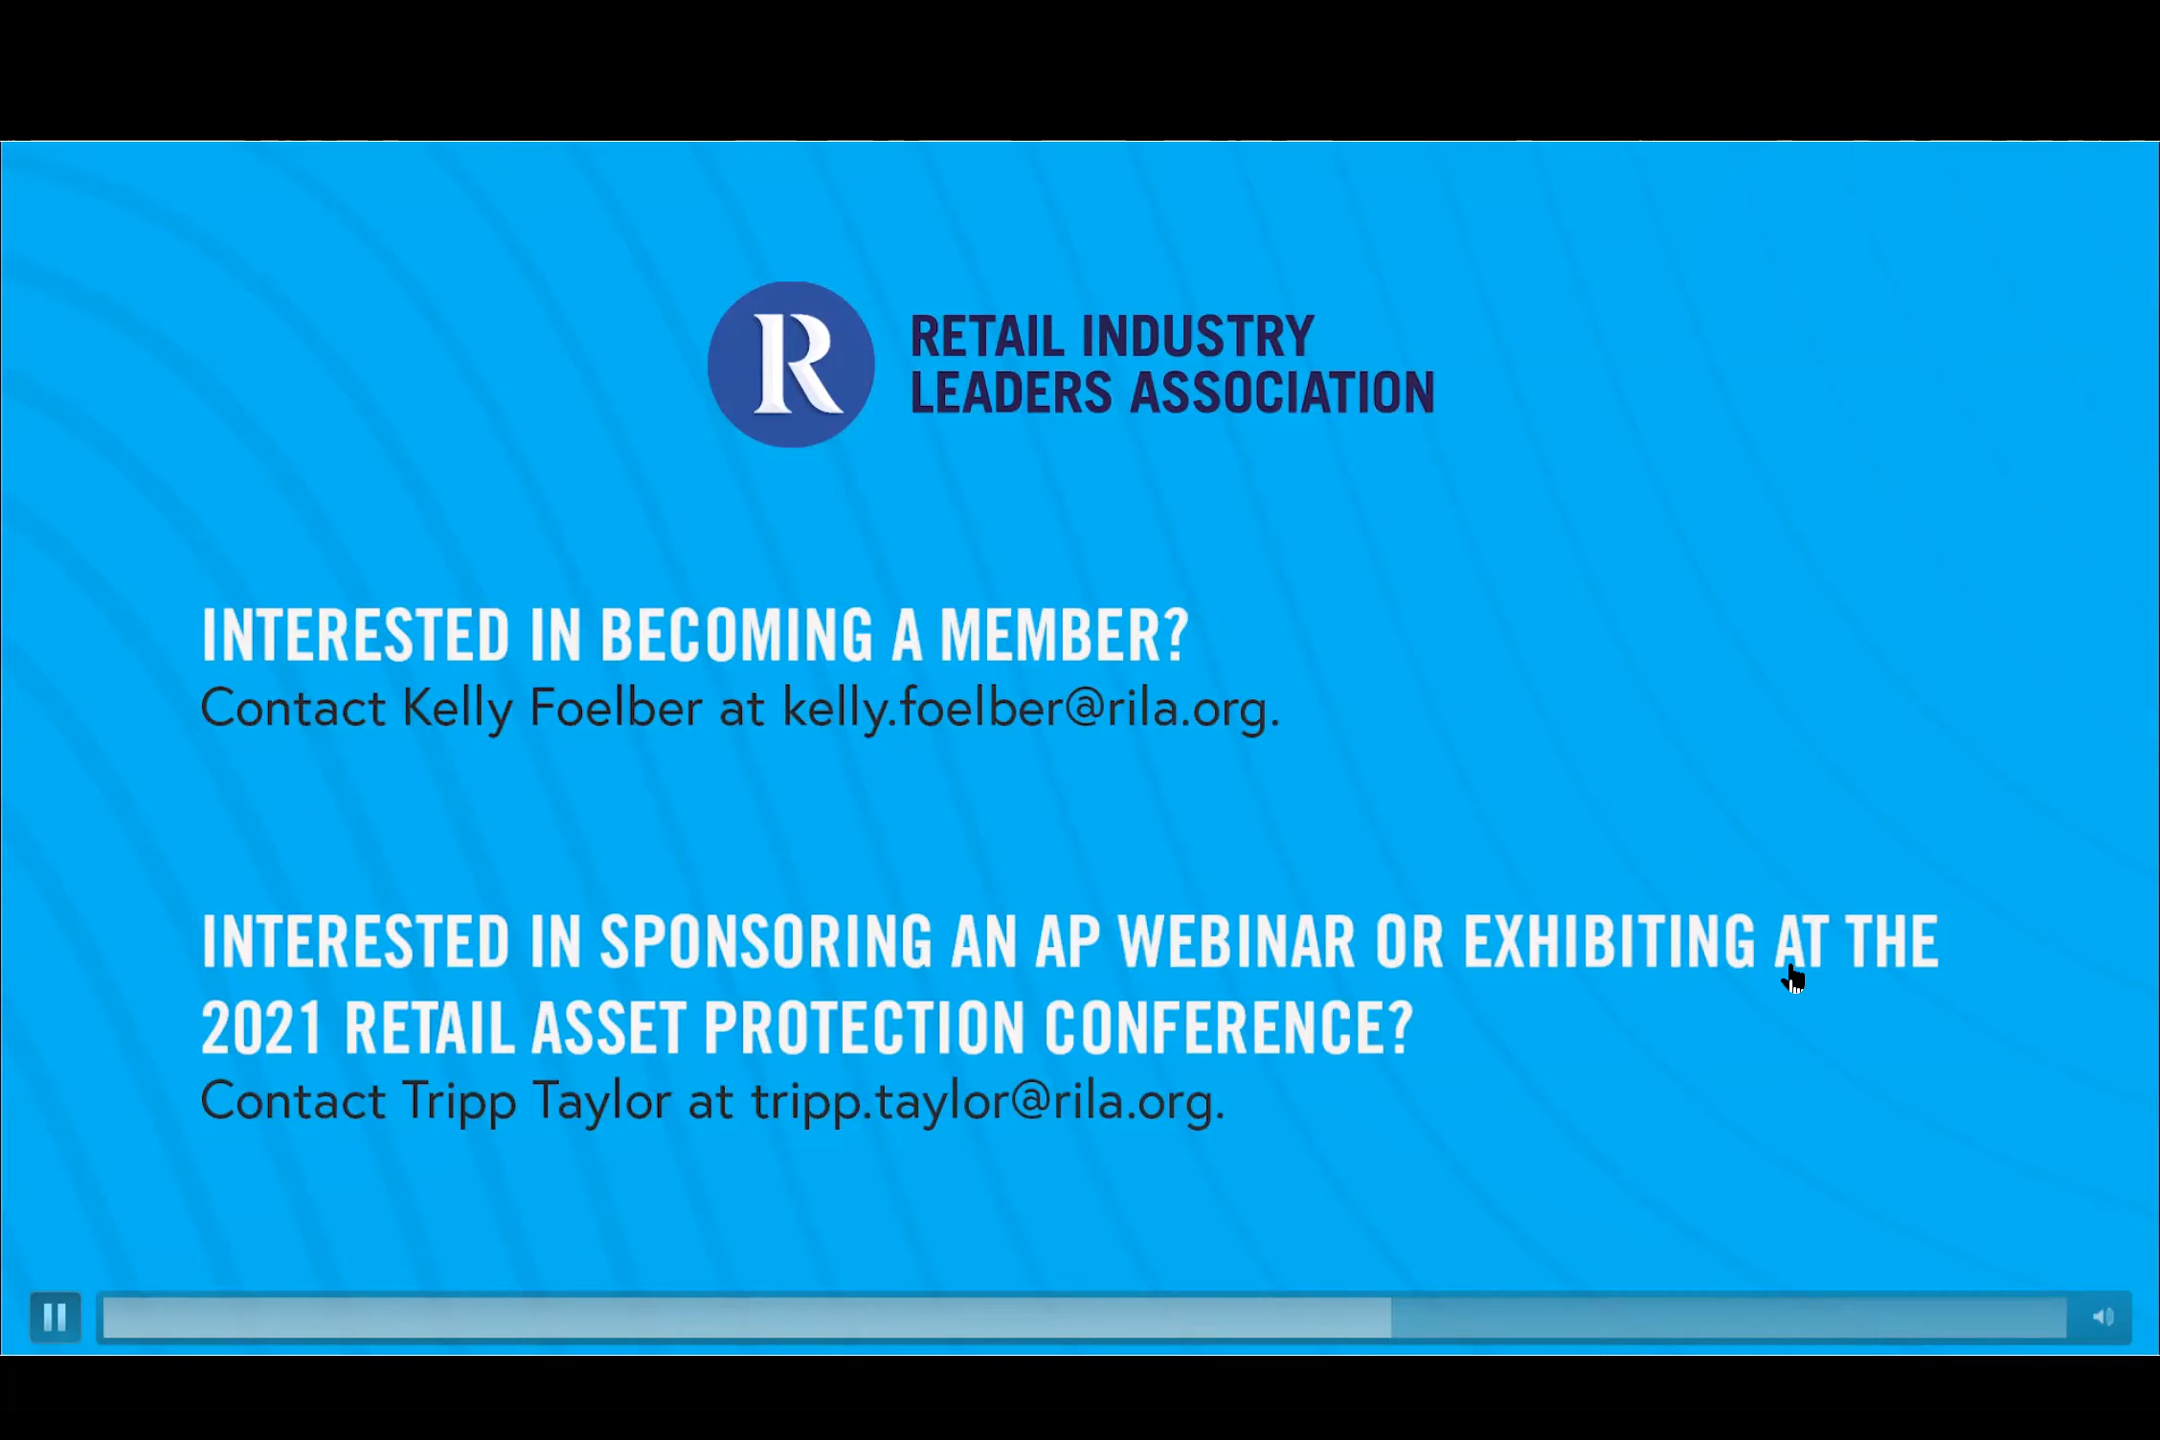 R RETAIL INDUSTRY
LEADERS ASSOCIATION
INTERESTED IN BECOMING A MEMBER?
Contact Kelly Foelber at kelly.foelber@rila.org.
INTERESTED IN SPONSORING AN AP WEBINAR OR EXHIBITING AT THE
2021 RETAIL ASSET PROTECTION CONFERENCE?
Contact Tripp Taylor at tripp.taylor@rila.org.